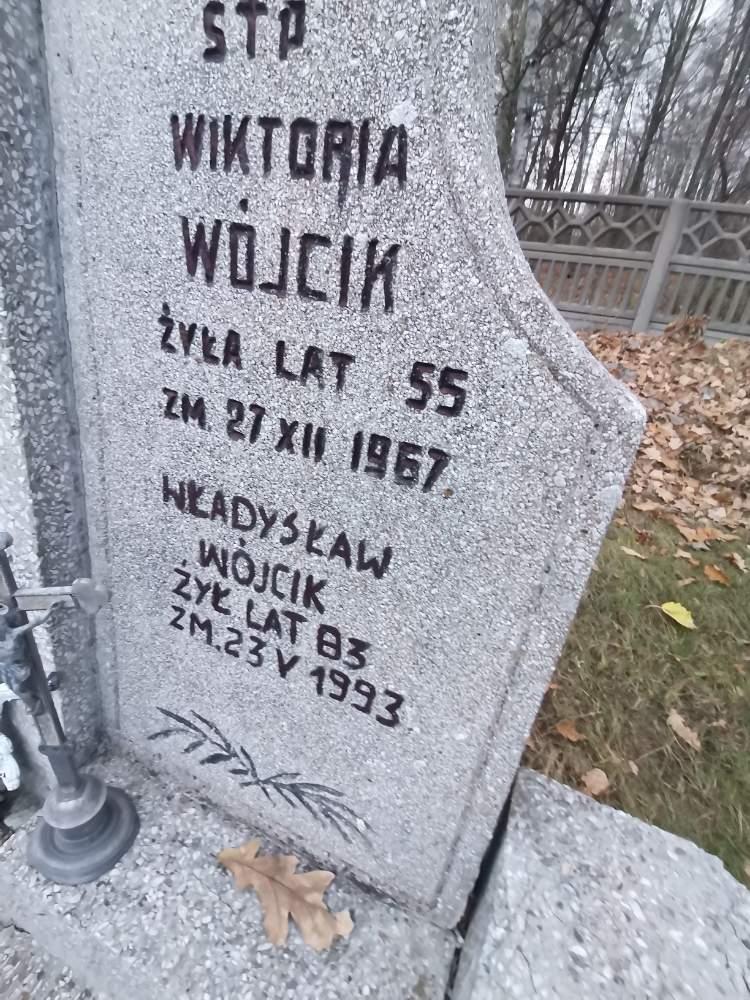 STP
WIKTORIA
WÓJCIK
ŻYŁA LAT 55
ZM. 27 XII 1967.
WŁADYSŁAW
WÓJCIK
ŻYŁ LAT 83
ZM. 23 V 1993